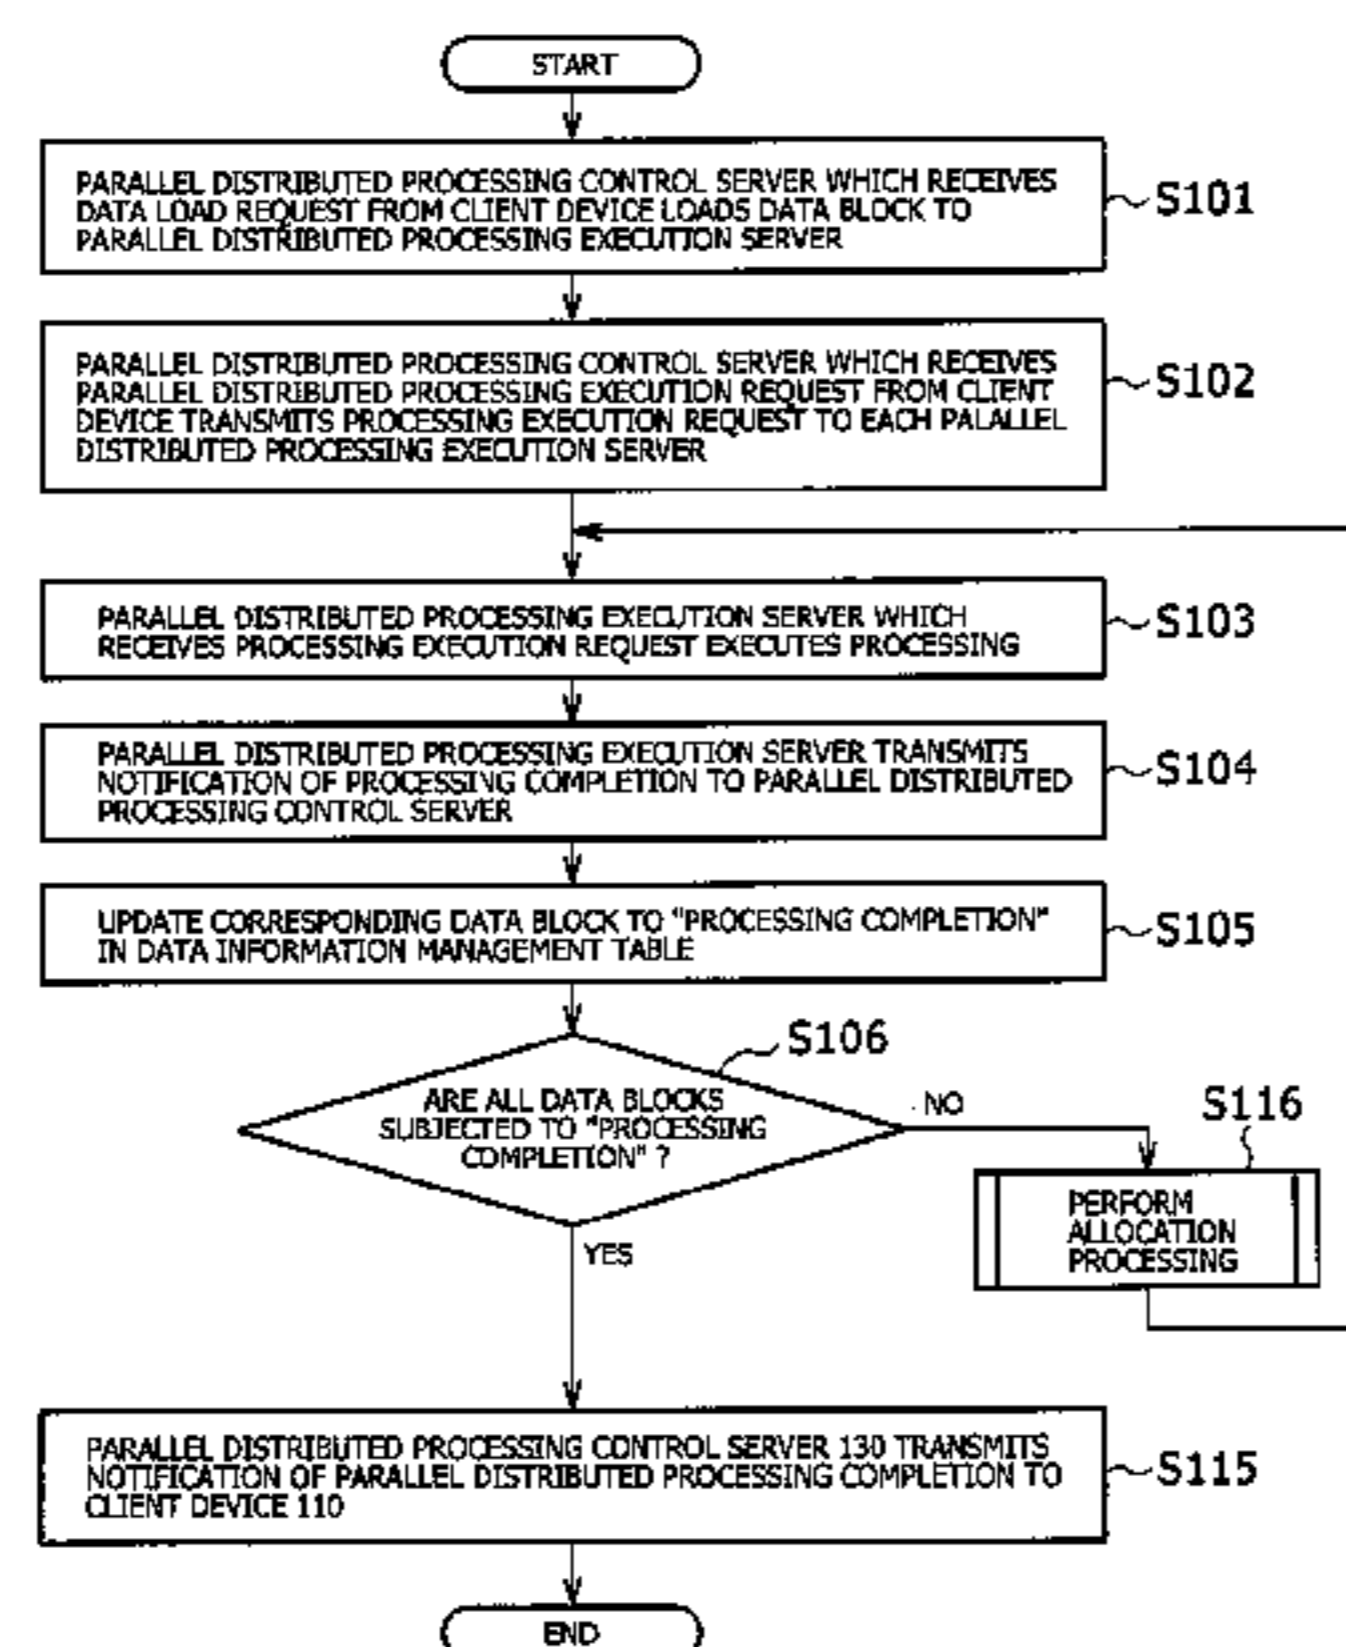 START
PARALLEL DISTRIBUTED PROCESSING CONTROL SERVER WHICH RECEIVES
DATA LOAD REQUEST FROM CLIENT DEVICE LOADS DATA BLOCK TO
PARALLEL DISTRIBUTED PROCESSING EXECUTION SERVER
S101
PARALLEL DISTRIBUTED PROCESSING CONTROL SERVER WHICH RECEIVES
PARALLEL DISTRIBUTED PROCESSING EXECUTION REQUEST FROM CLIENT
DEVICE TRANSMITS PROCESSING EXECUTION REQUEST TO EACH PALALLEL
DISTRIBUTED PROCESSING EXECUTION SERVER
S102
PARALLEL DISTRIBUTED PROCESSING EXECUTION SERVER WHICH
RECEIVES PROCESSING EXECUTION REQUEST EXECUTES PROCESSING
S103
PARALLEL DISTRIBUTED PROCESSING EXECUTION SERVER TRANSMITS
NOTIFICATION OF PROCESSING COMPLETION TO PARALLEL DISTRIBUTED
PROCESSING CONTROL SERVER
S104
UPDATE CORRESPONDING DATA BLOCK TO "PROCESSING COMPLETION"
IN DATA INFORMATION MANAGEMENT TABLE
S105
S106
ARE ALL DATA BLOCKS
SUBJECTED TO "PROCESSING
COMPLETION" ?
NO
S116
PERFORM
ALLOCATION
PROCESSING
YES
PARALLEL DISTRIBUTED PROCESSING CONTROL SERVER 130 TRANSMITS
NOTIFICATION OF PARALLEL DISTRIBUTED PROCESSING COMPLETION TO
CLIENT DEVICE 110
S115
END